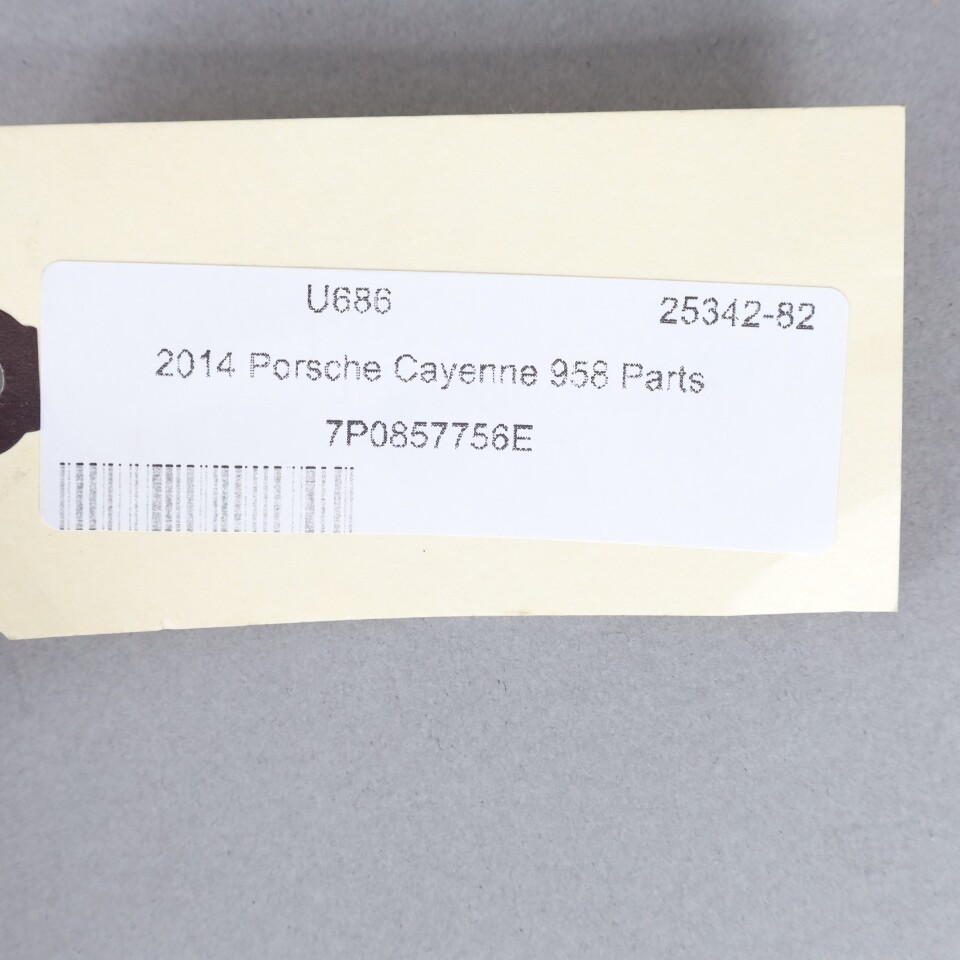 U686 25342-82
2014 Porsche Cayenne 958 Parts
7P0857756E